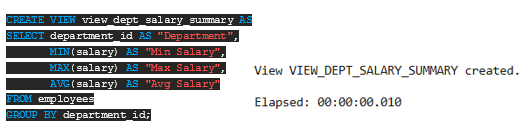 CREATE VIEW view_dept_salary_summary AS
SELECT department_id AS "Department",
MIN(salary) AS "Min Salary",
MAX(salary) AS "Max Salary",
AVG(salary) AS "Avg Salary"
FROM employees
GROUP BY department_id;
View VIEW_DEPT_SALARY_SUMMARY created.
Elapsed: 00:00:00.010